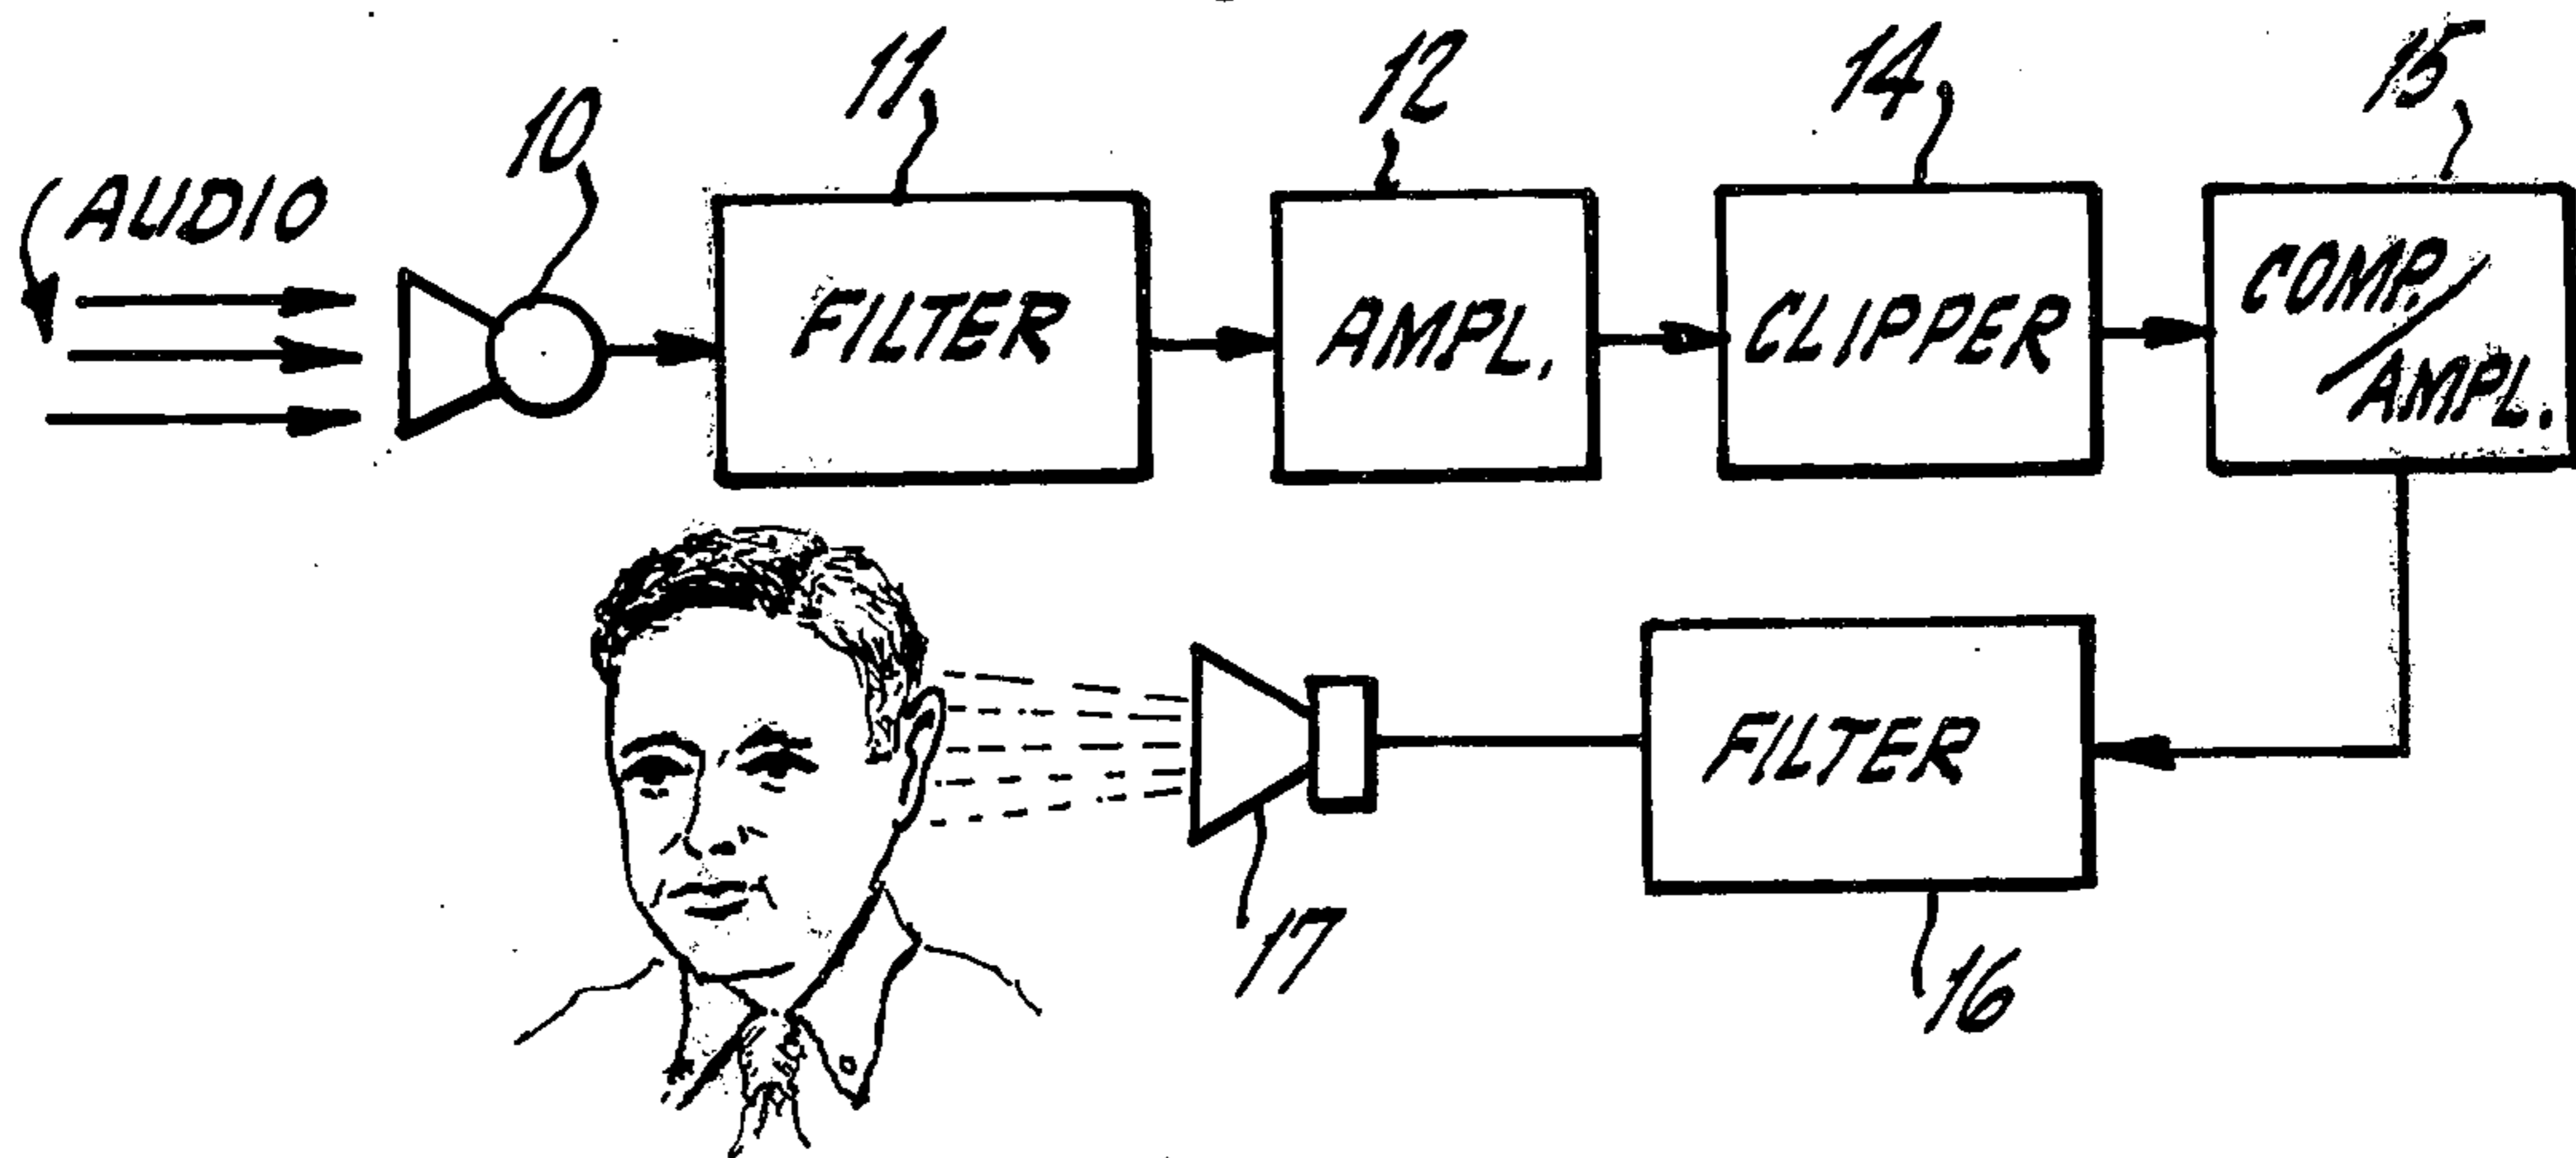 10
11
12
14
15
AUDIO
FILTER
AMPL.
CLIPPER
COMP./
AMPL.
FILTER
17
16